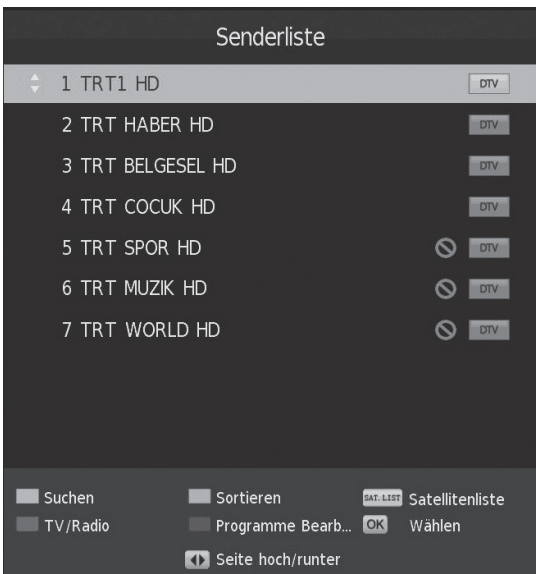 Senderliste
1 TRT1 HD DTV
2 TRT HABER HD DTV
3 TRT BELGESEL HD DTV
4 TRT COCUK HD DTV
5 TRT SPOR HD DTV
6 TRT MUZIK HD DTV
7 TRT WORLD HD DTV
Suchen Sortieren SAT.LIST Satellitenliste
TV/Radio Programme Bearb... OK Wählen
Seite hoch/runter